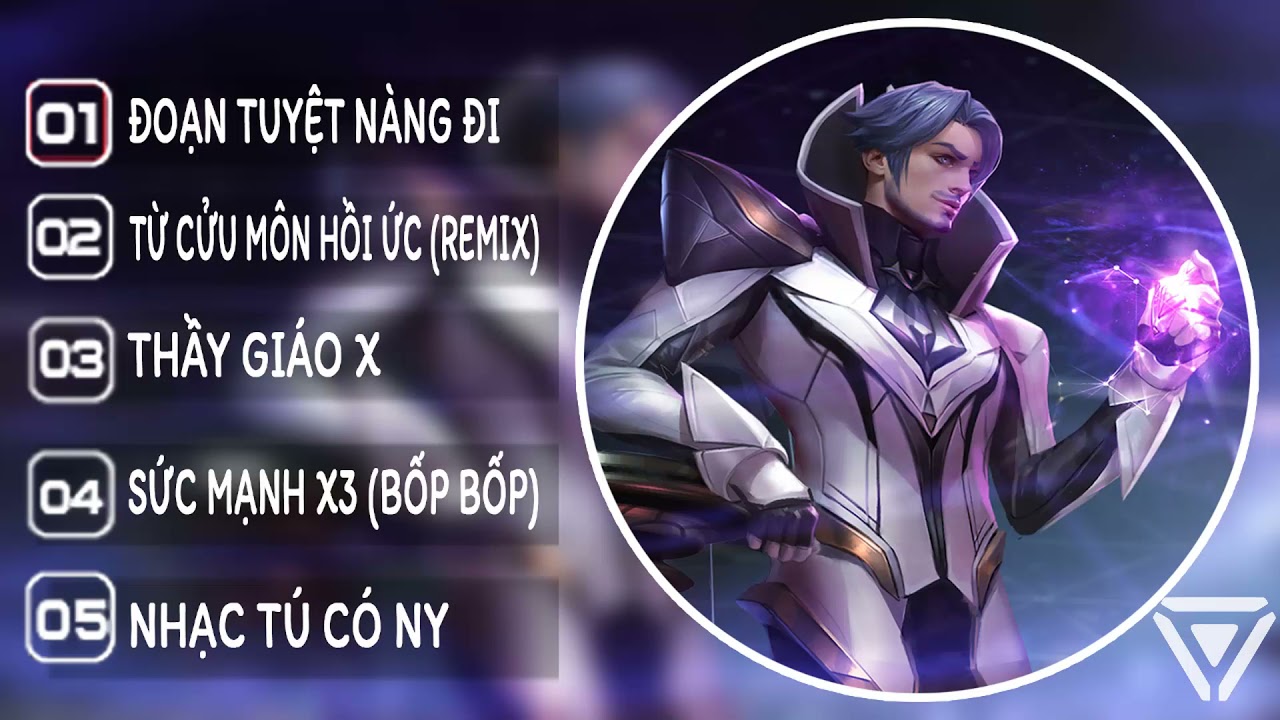 01 ĐOẠN TUYỆT NÀNG ĐI
02 TỪ CỬU MÔN HỒI ỨC (REMIX)
03 THẦY GIÁO X
04 SỨC MẠNH X3 (BỐP BỐP)
05 NHẠC TÚ CÓ NY